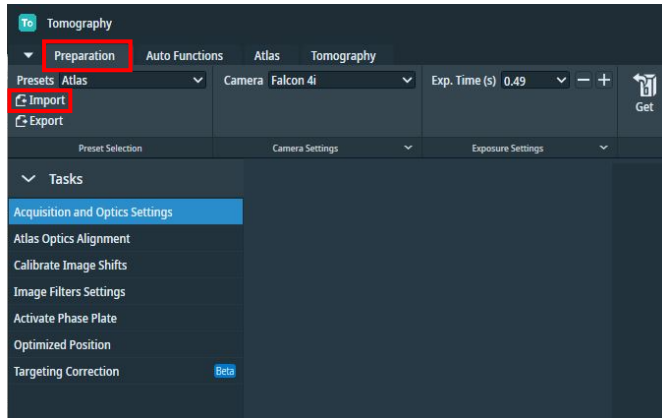 To Tomography
Preparation Auto Functions Atlas Tomography
Presets Atlas Camera Falcon 4i Exp. Time (s) 0.49
Import
Export
Get
Preset Selection Camera Settings Exposure Settings
Tasks
Acquisition and Optics Settings
Atlas Optics Alignment
Calibrate Image Shifts
Image Filters Settings
Activate Phase Plate
Optimized Position
Targeting Correction Beta